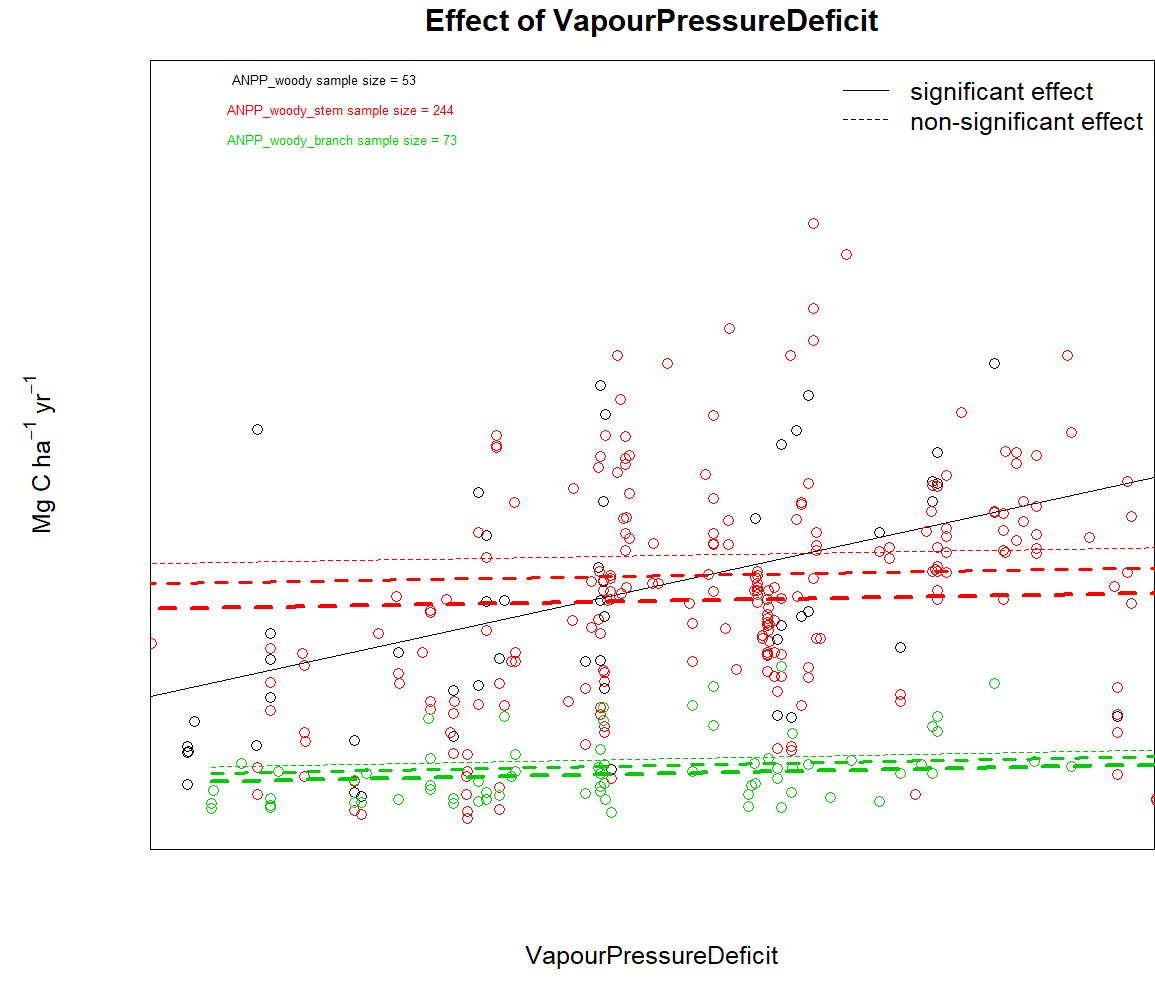 Effect of VapourPressureDeficit
ANPP_woody sample size = 53
ANPP_woody_stem sample size = 244
ANPP_woody_branch sample size = 73
significant effect
non-significant effect
Mg C ha⁻¹ yr⁻¹
VapourPressureDeficit